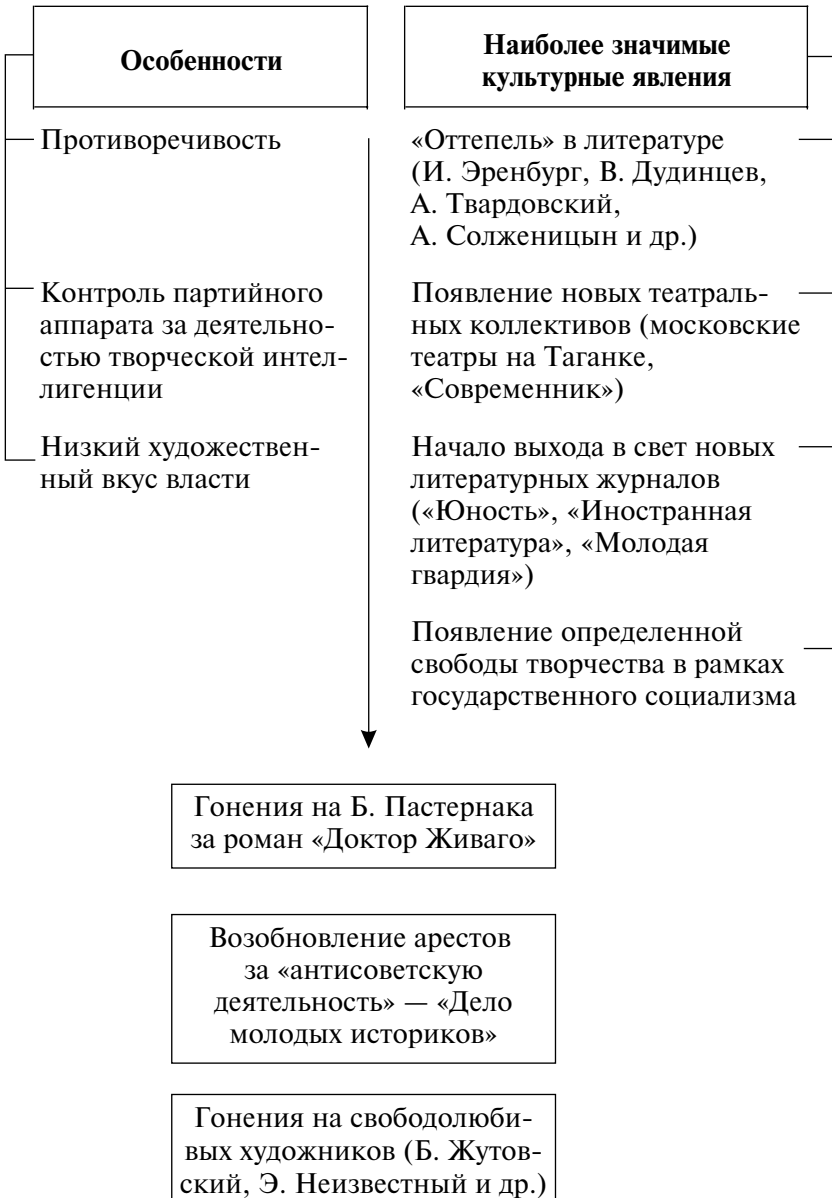 Особенности
Противоречивость
Контроль партийного
аппарата за деятельно-
стью творческой интел-
лигенции
Низкий художествен-
ный вкус власти
Наиболее значимые
культурные явления
«Оттепель» в литературе
(И. Эренбург, В. Дудинцев,
А. Твардовский,
А. Солженицын и др.)
Появление новых театраль-
ных коллективов (московские
театры на Таганке,
«Современник»)
Начало выхода в свет новых
литературных журналов
(«Юность», «Иностранная
литература», «Молодая
гвардия»)
Появление определенной
свободы творчества в рамках
государственного социализма
Гонения на Б. Пастернака
за роман «Доктор Живаго»
Возобновление арестов
за «антисоветскую
деятельность» — «Дело
молодых историков»
Гонения на свободолюби-
вых художников (Б. Жутов-
ский, Э. Неизвестный и др.)